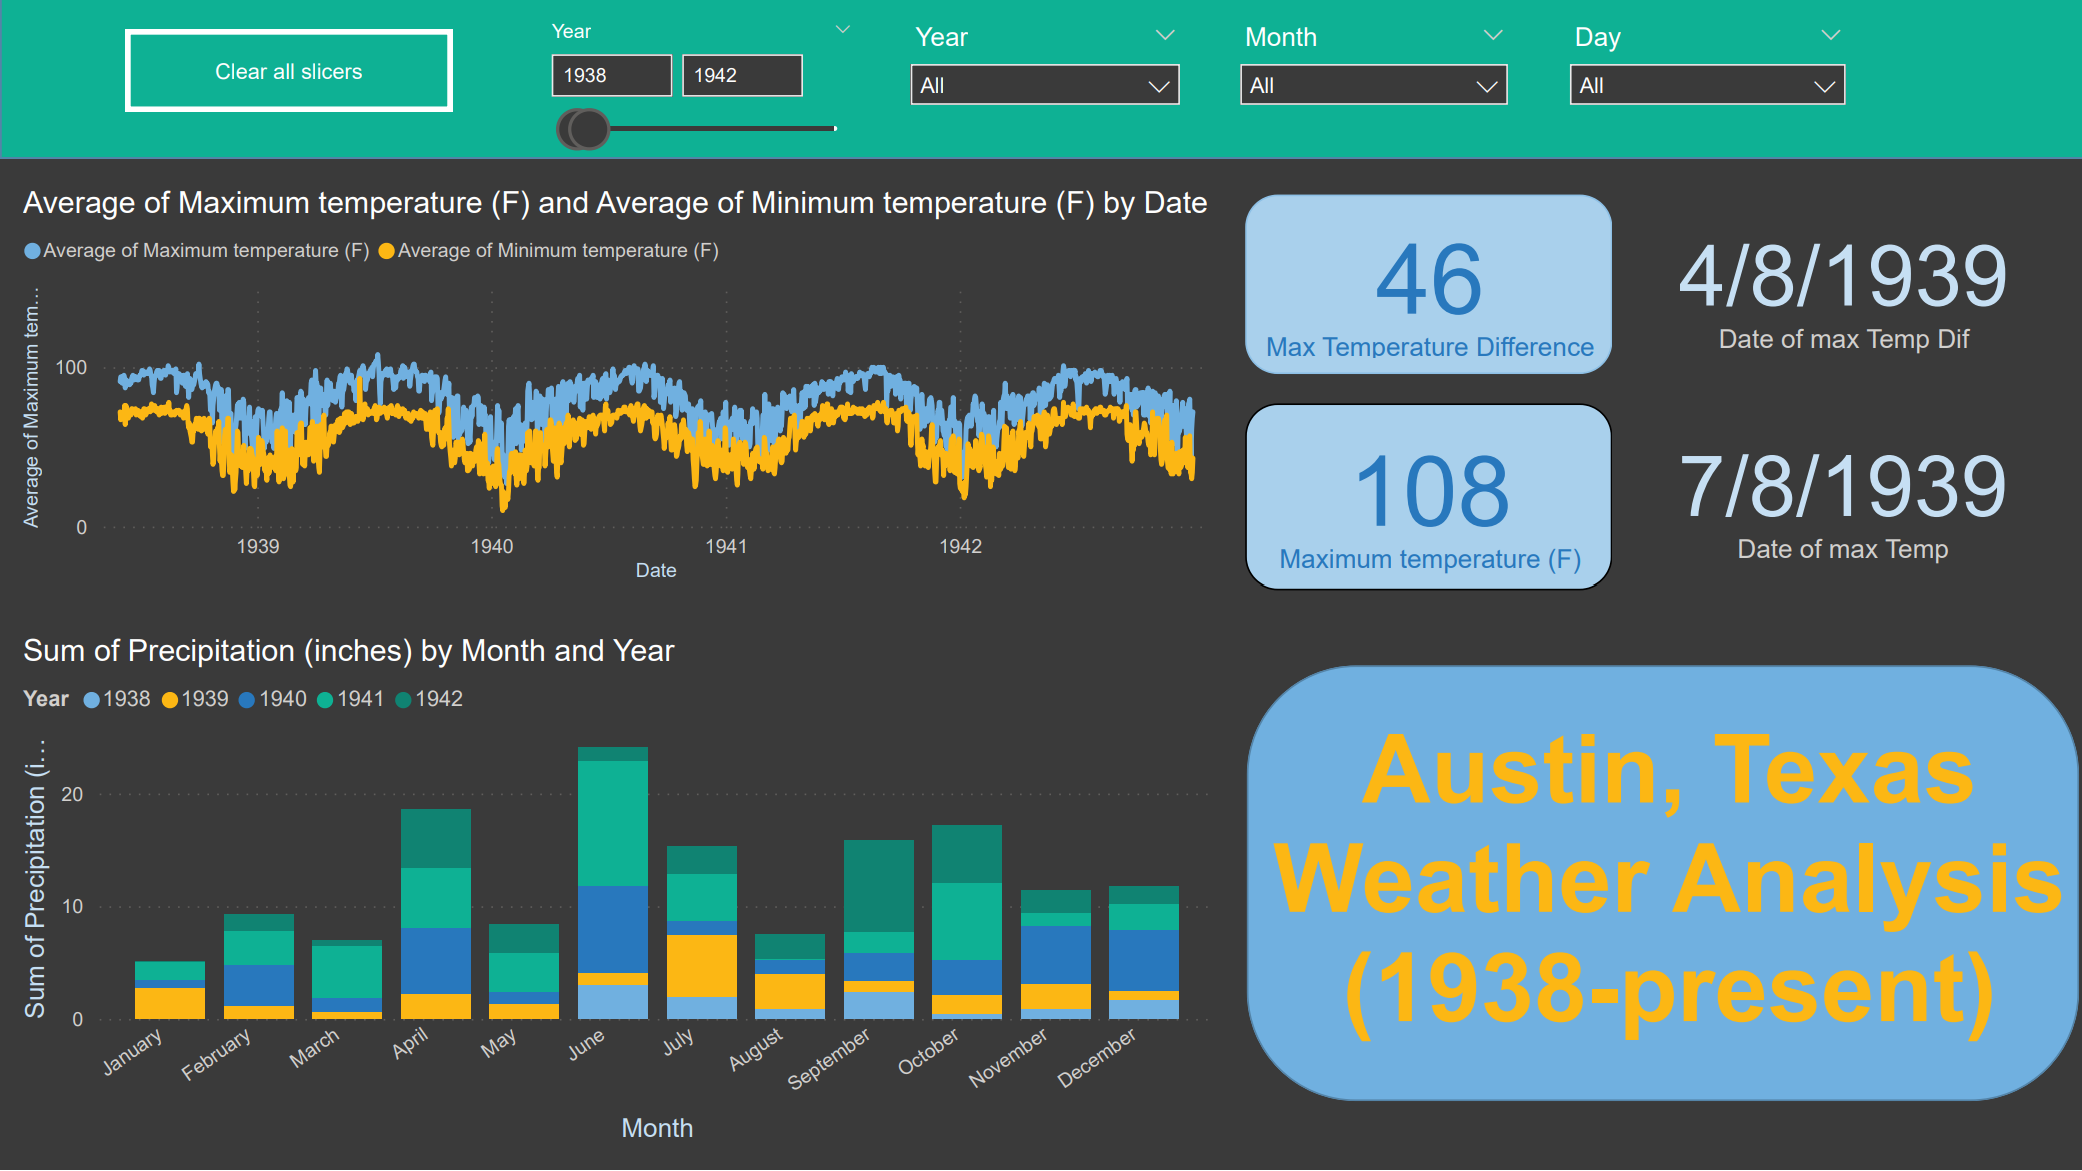 Clear all slicers
Year
1938 1942
Year
All
Month
All
Day
All
Average of Maximum temperature (F) and Average of Minimum temperature (F) by Date
Average of Maximum temperature (F) Average of Minimum temperature (F)
Average of Maximum tem...
100
0
1939 1940 1941 1942
Date
46
Max Temperature Difference
4/8/1939
Date of max Temp Dif
108
Maximum temperature (F)
7/8/1939
Date of max Temp
Sum of Precipitation (inches) by Month and Year
Year 1938 1939 1940 1941 1942
Sum of Precipitation (i...
20
10
0
January February March April May June July August September October November December
Month
Austin, Texas
Weather Analysis
(1938-present)